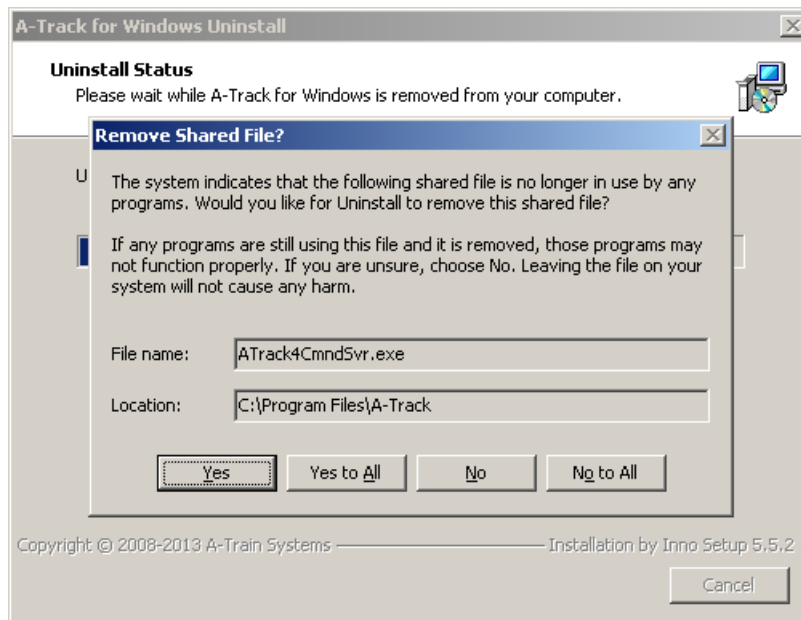 A-Track for Windows Uninstall
Uninstall Status
Please wait while A-Track for Windows is removed from your computer.
Remove Shared File?
U
The system indicates that the following shared file is no longer in use by any
programs. Would you like for Uninstall to remove this shared file?
If any programs are still using this file and it is removed, those programs may
not function properly. If you are unsure, choose No. Leaving the file on your
system will not cause any harm.
File name: ATrack4CmndSvr.exe
Location: C:\Program Files\A-Track
Yes Yes to All No No to All
Copyright © 2008-2013 A-Train Systems Installation by Inno Setup 5.5.2
Cancel